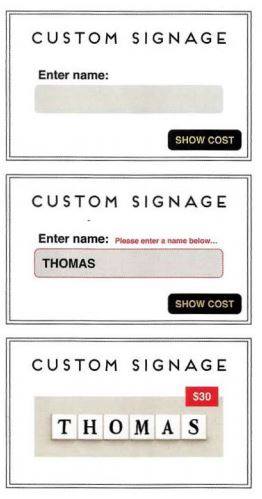 CUSTOM SIGNAGE
Enter name:
SHOW COST
CUSTOM SIGNAGE
Enter name: Please enter a name below...
THOMAS
SHOW COST
CUSTOM SIGNAGE
$30
THOMAS